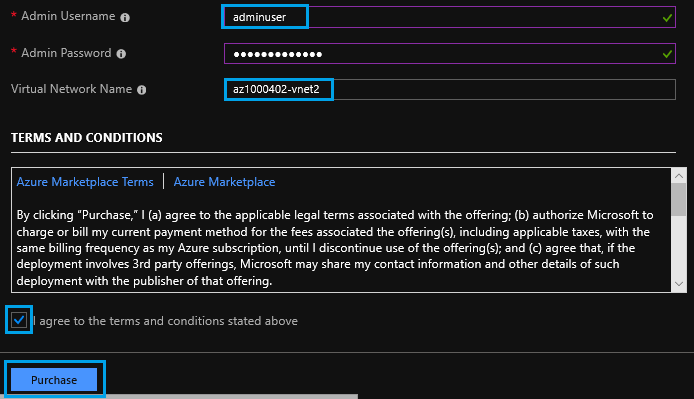 * Admin Username
adminuser
* Admin Password
●●●●●●●●●●●●●
Virtual Network Name
az1000402-vnet2
TERMS AND CONDITIONS
Azure Marketplace Terms | Azure Marketplace
By clicking “Purchase,” I (a) agree to the applicable legal terms associated with the offering; (b) authorize Microsoft to
charge or bill my current payment method for the fees associated the offering(s), including applicable taxes, with the
same billing frequency as my Azure subscription, until I discontinue use of the offering(s); and (c) agree that, if the
deployment involves 3rd party offerings, Microsoft may share my contact information and other details of such
deployment with the publisher of that offering.
I agree to the terms and conditions stated above
Purchase